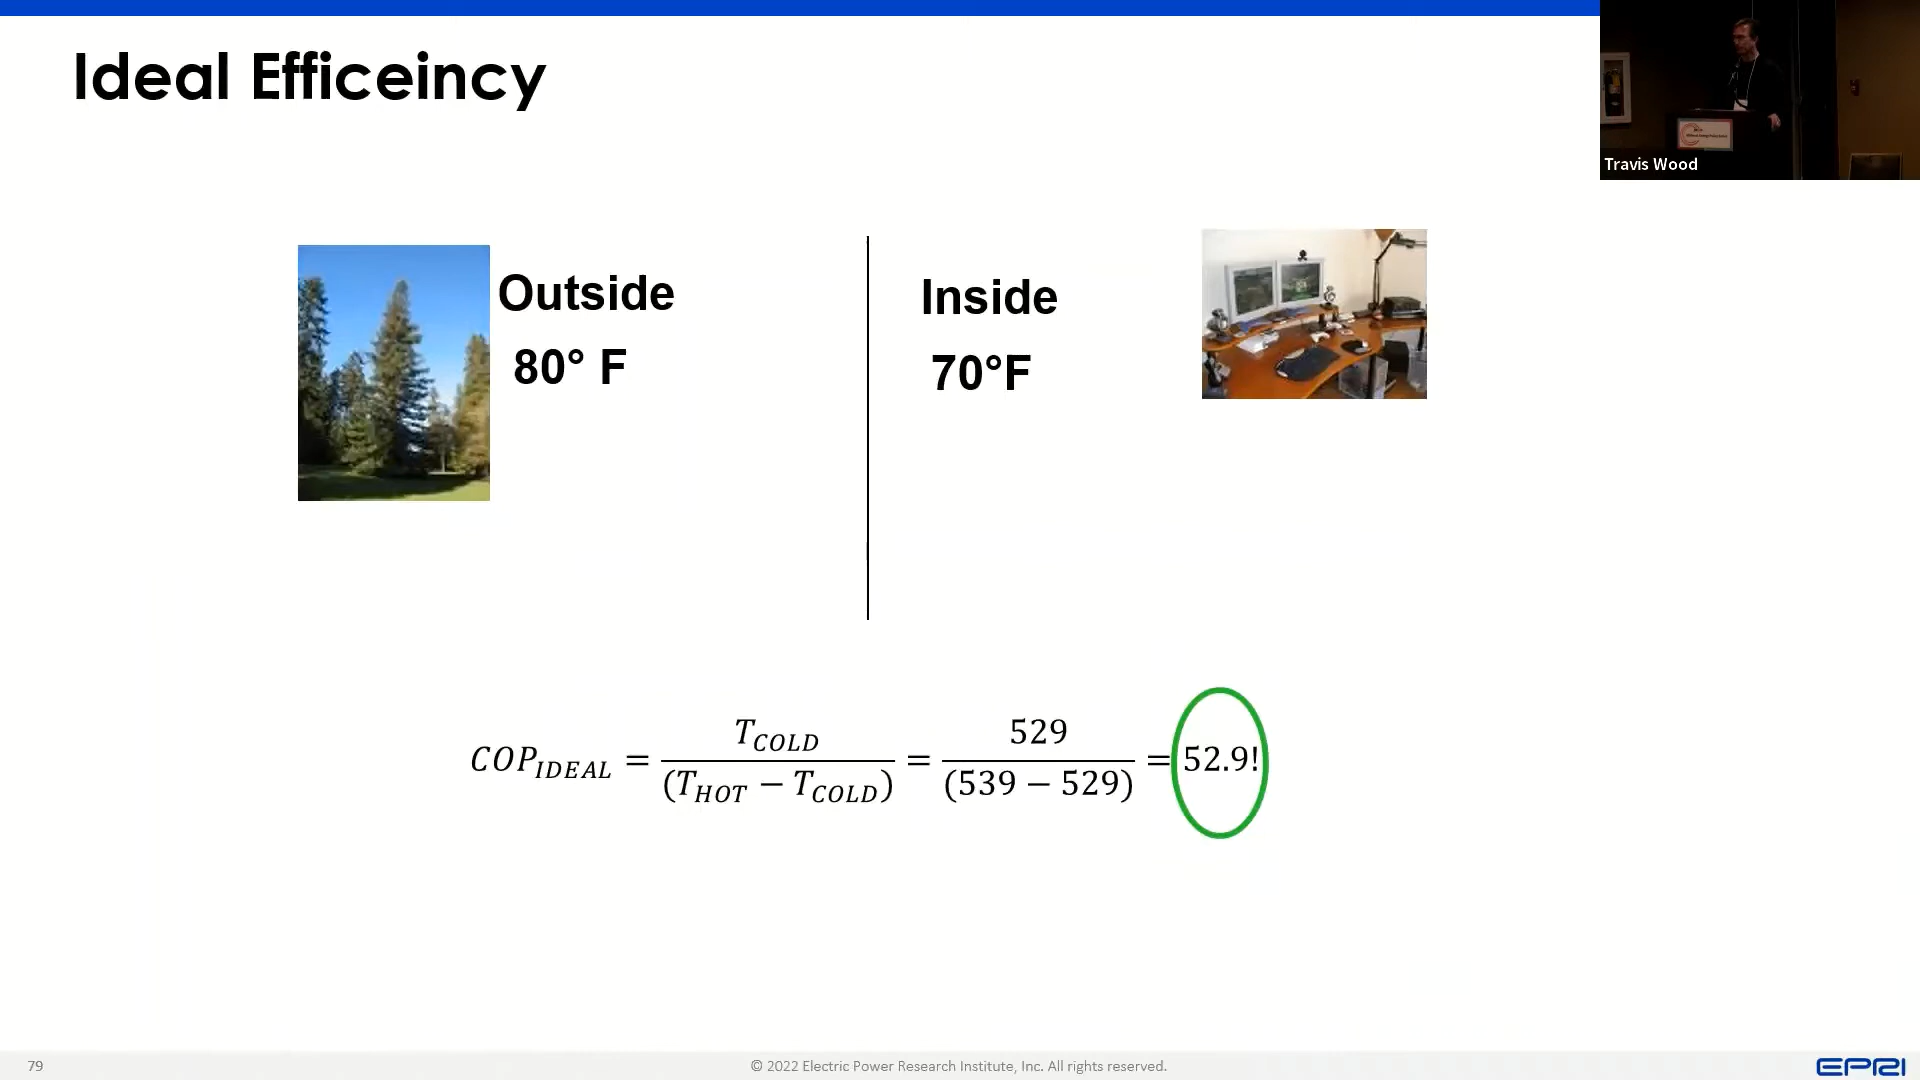 Ideal Efficeincy
Travis Wood
Outside
80° F
Inside
70°F
COP_IDEAL = T_COLD / (T_HOT − T_COLD) = 529 / (539 − 529) = 52.9!
79
© 2022 Electric Power Research Institute, Inc. All rights reserved.
EPRI